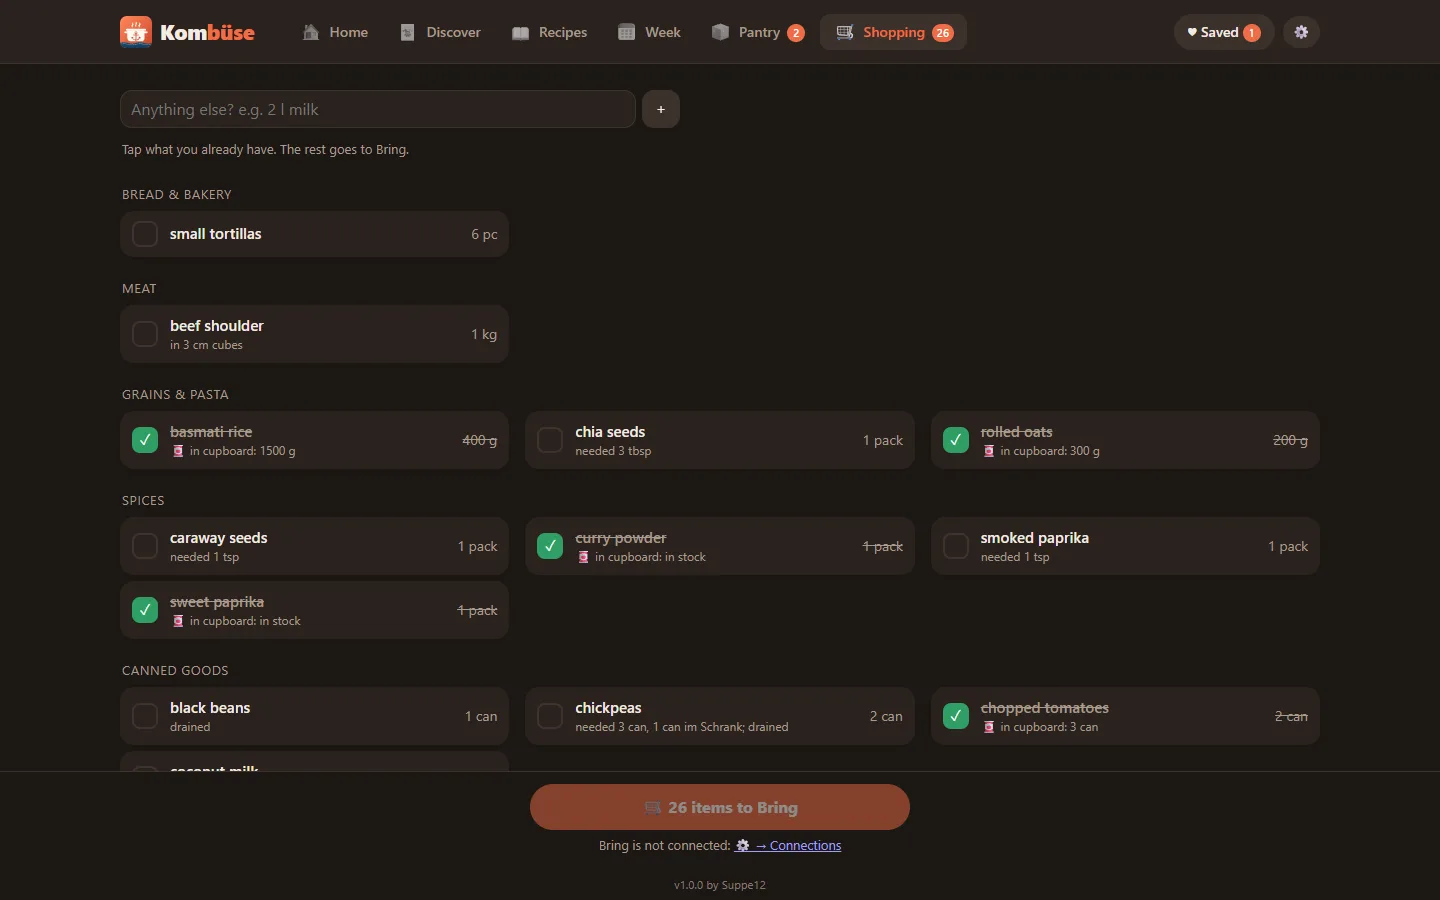 Kombüse
Home
Discover
Recipes
Week
Pantry 2
Shopping 26
♥ Saved 1
Anything else? e.g. 2 l milk
+
Tap what you already have. The rest goes to Bring.
BREAD & BAKERY
small tortillas
6 pc
MEAT
beef shoulder
in 3 cm cubes
1 kg
GRAINS & PASTA
basmati rice
in cupboard: 1500 g
400 g
chia seeds
needed 3 tbsp
1 pack
rolled oats
in cupboard: 300 g
200 g
SPICES
caraway seeds
needed 1 tsp
1 pack
curry powder
in cupboard: in stock
1 pack
smoked paprika
needed 1 tsp
1 pack
sweet paprika
in cupboard: in stock
1 pack
CANNED GOODS
black beans
drained
1 can
chickpeas
needed 3 can, 1 can im Schrank; drained
2 can
chopped tomatoes
in cupboard: 3 can
2 can
coconut milk
26 items to Bring
Bring is not connected: → Connections
v1.0.0 by Suppe12